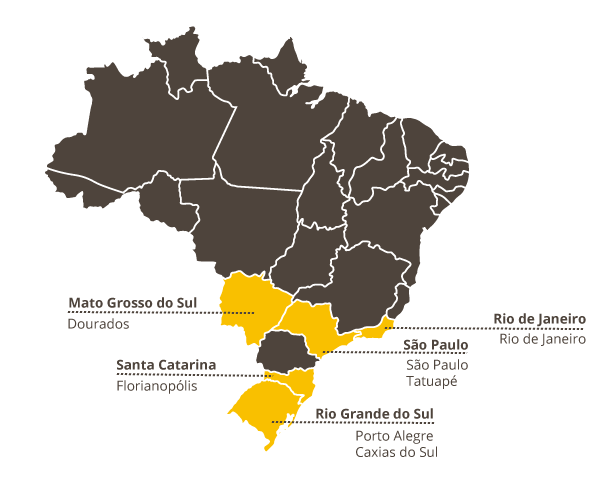 Mato Grosso do Sul
Dourados
Rio de Janeiro
Rio de Janeiro
São Paulo
São Paulo
Tatuapé
Santa Catarina
Florianopólis
Rio Grande do Sul
Porto Alegre
Caxias do Sul